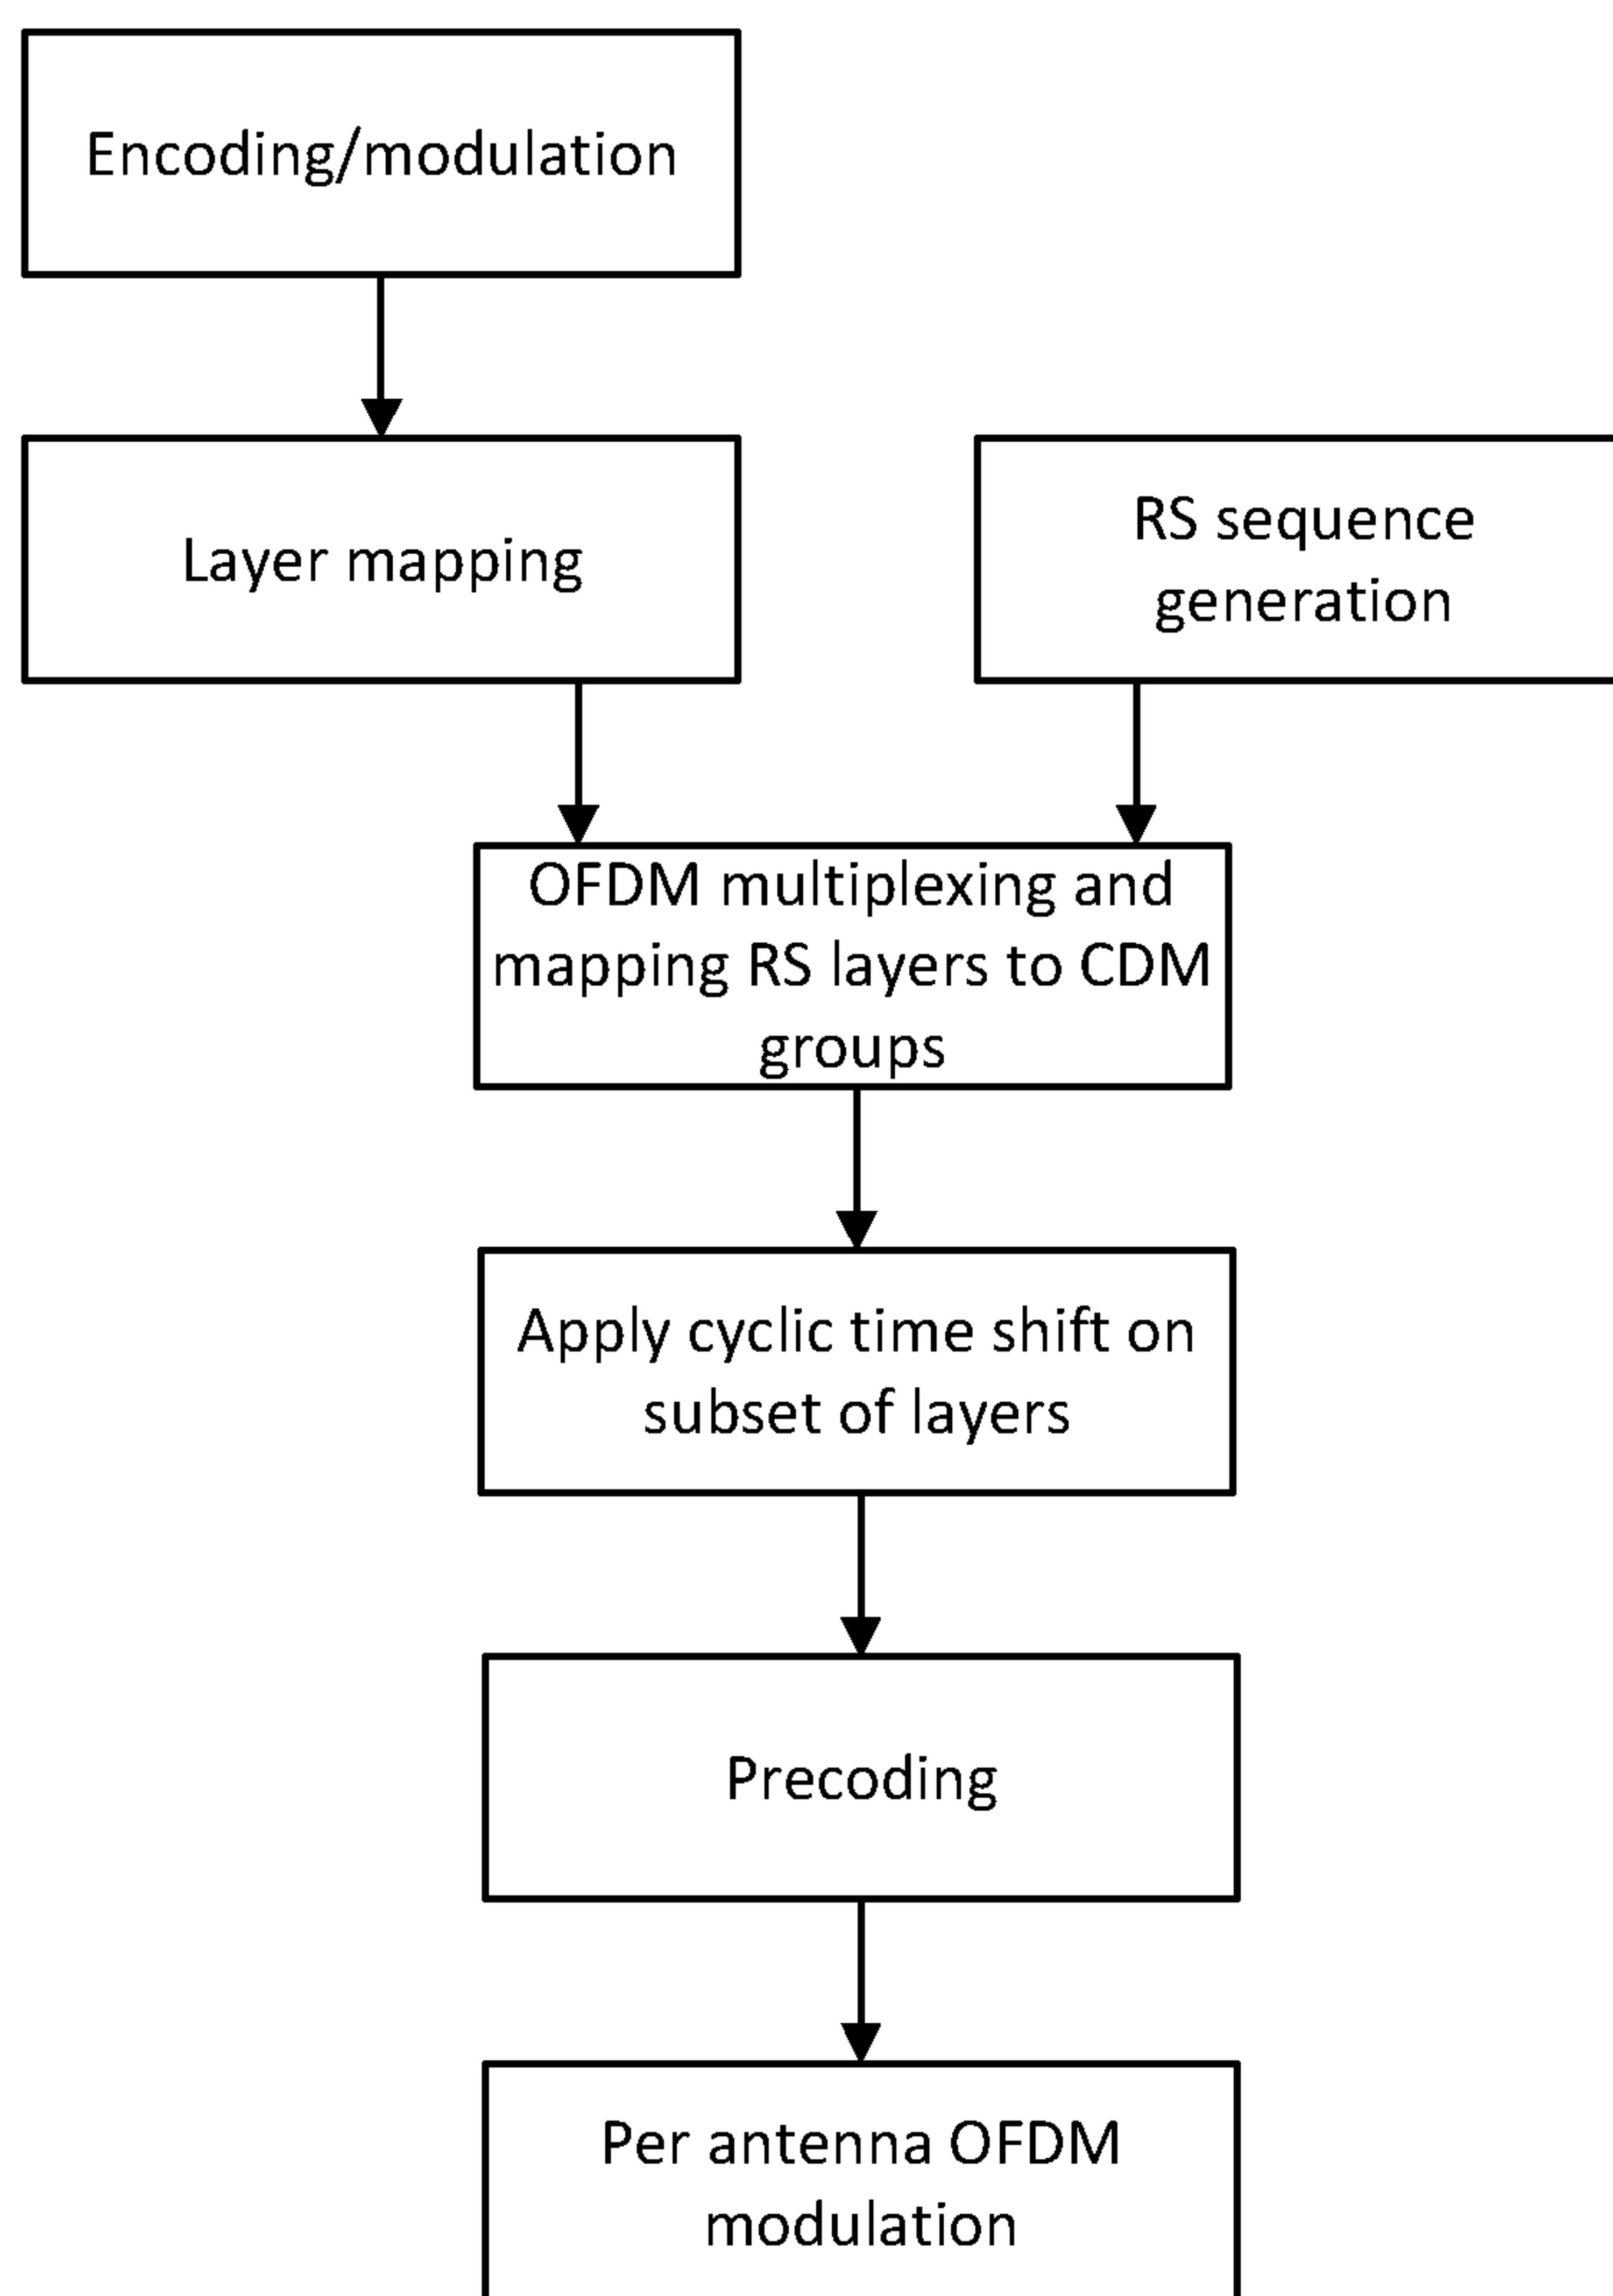 Encoding/modulation
Layer mapping
RS sequence
generation
OFDM multiplexing and
mapping RS layers to CDM
groups
Apply cyclic time shift on
subset of layers
Precoding
Per antenna OFDM
modulation